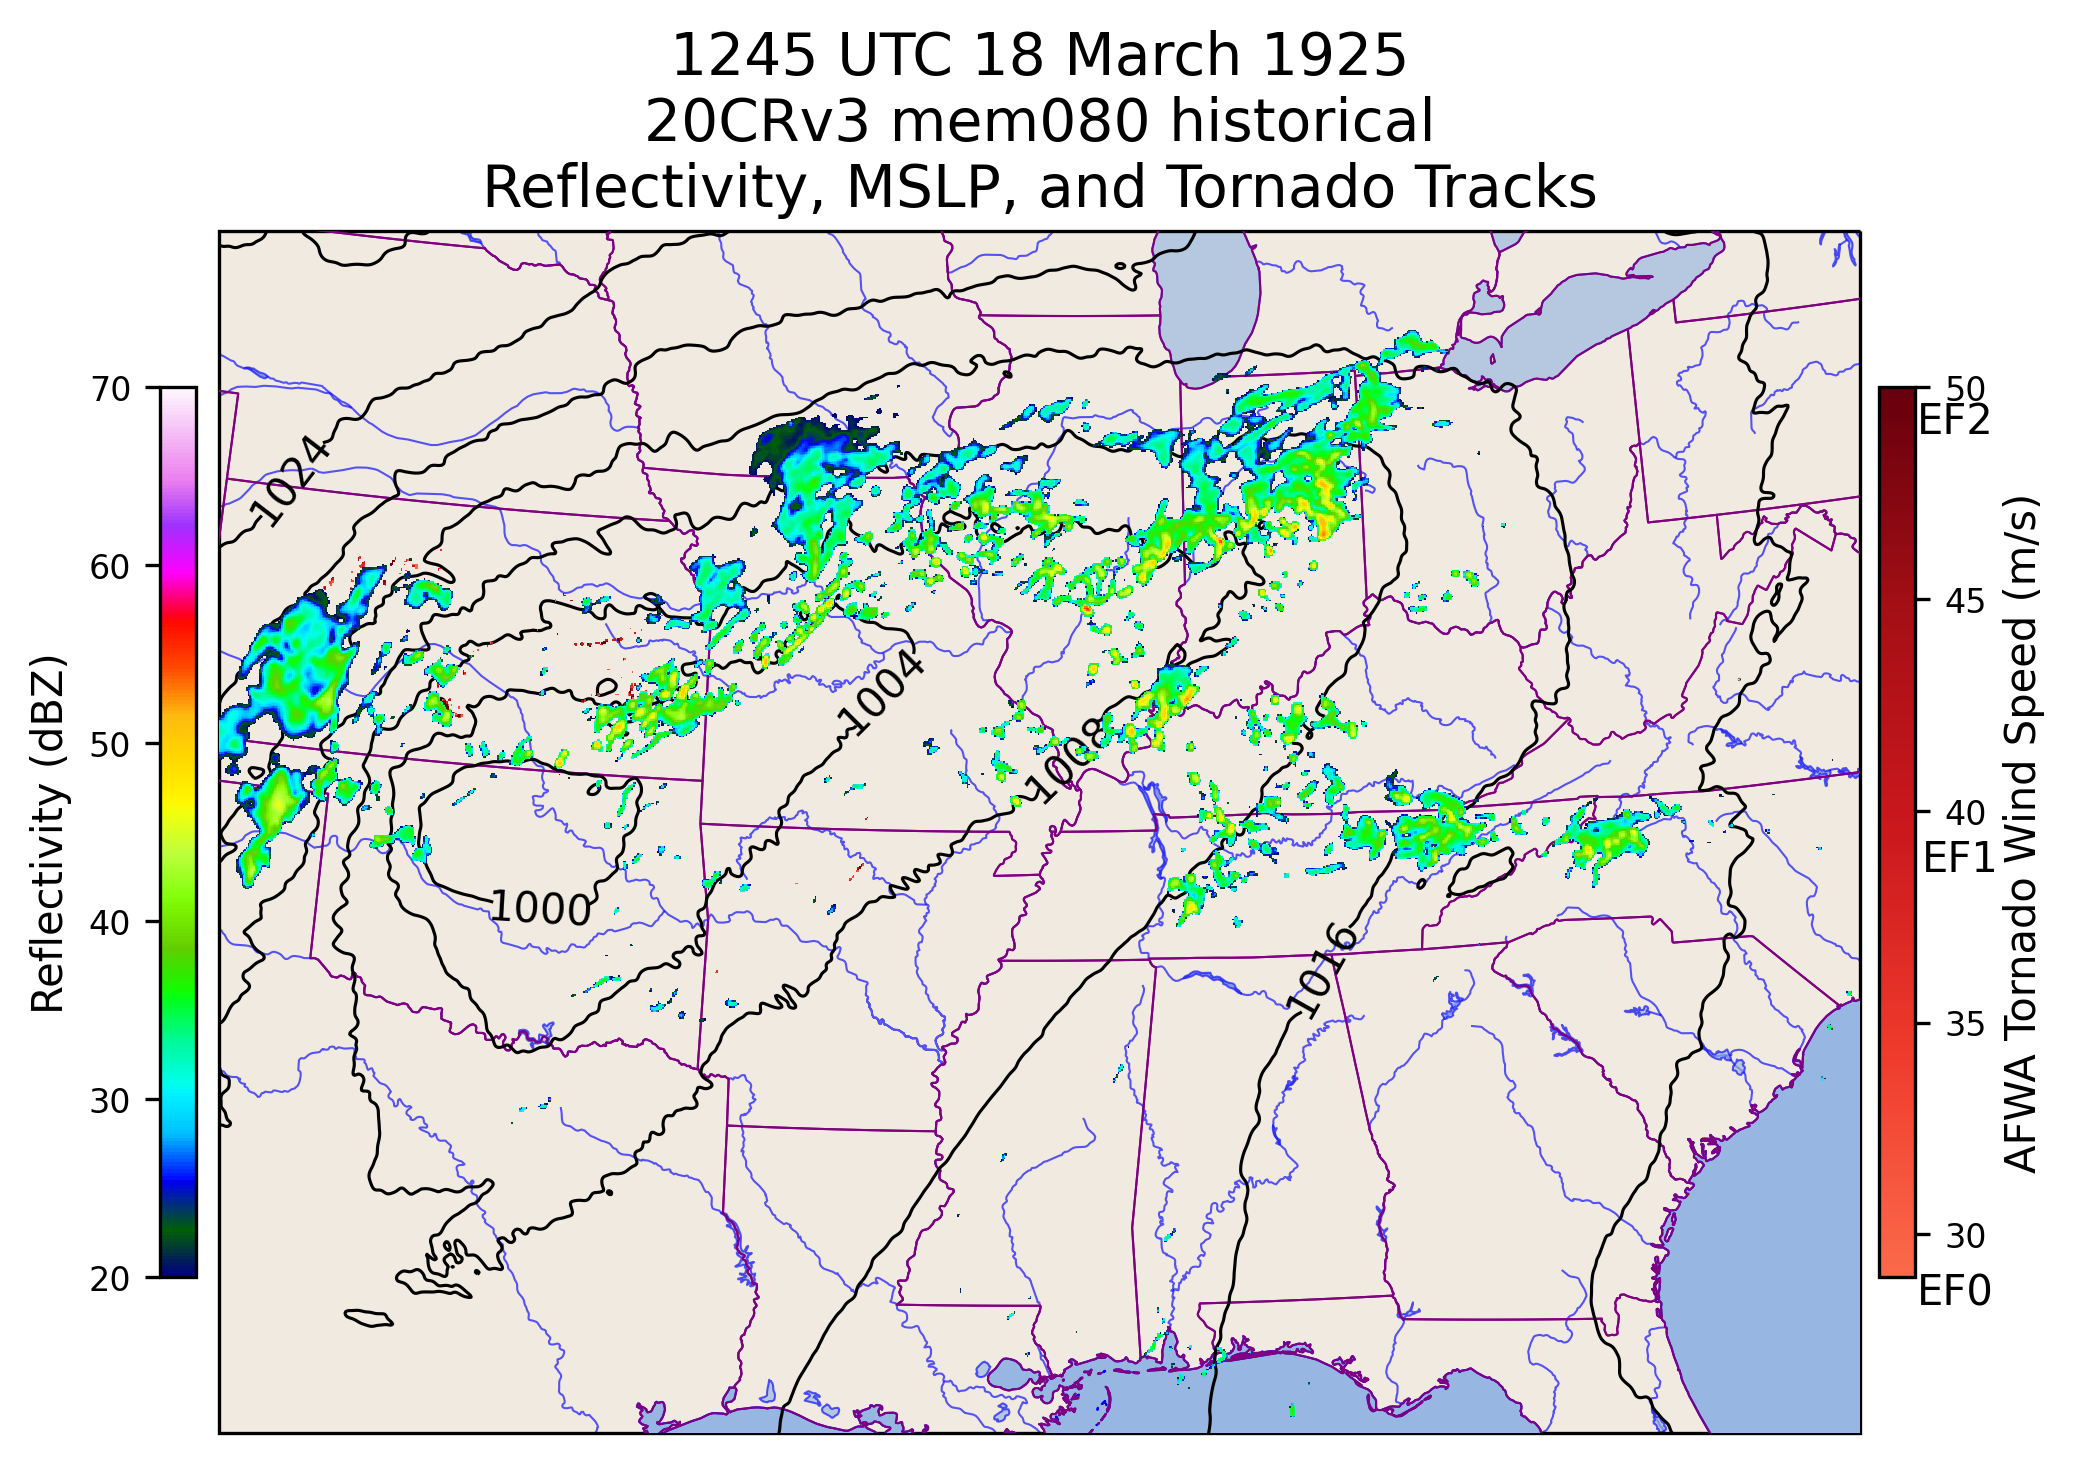 1245 UTC 18 March 1925
20CRv3 mem080 historical
Reflectivity, MSLP, and Tornado Tracks
Reflectivity (dBZ)
70
60
50
40
30
20
1024
1004
1008
1000
1016
50
EF2
45
40
EF1
35
30
EF0
AFWA Tornado Wind Speed (m/s)